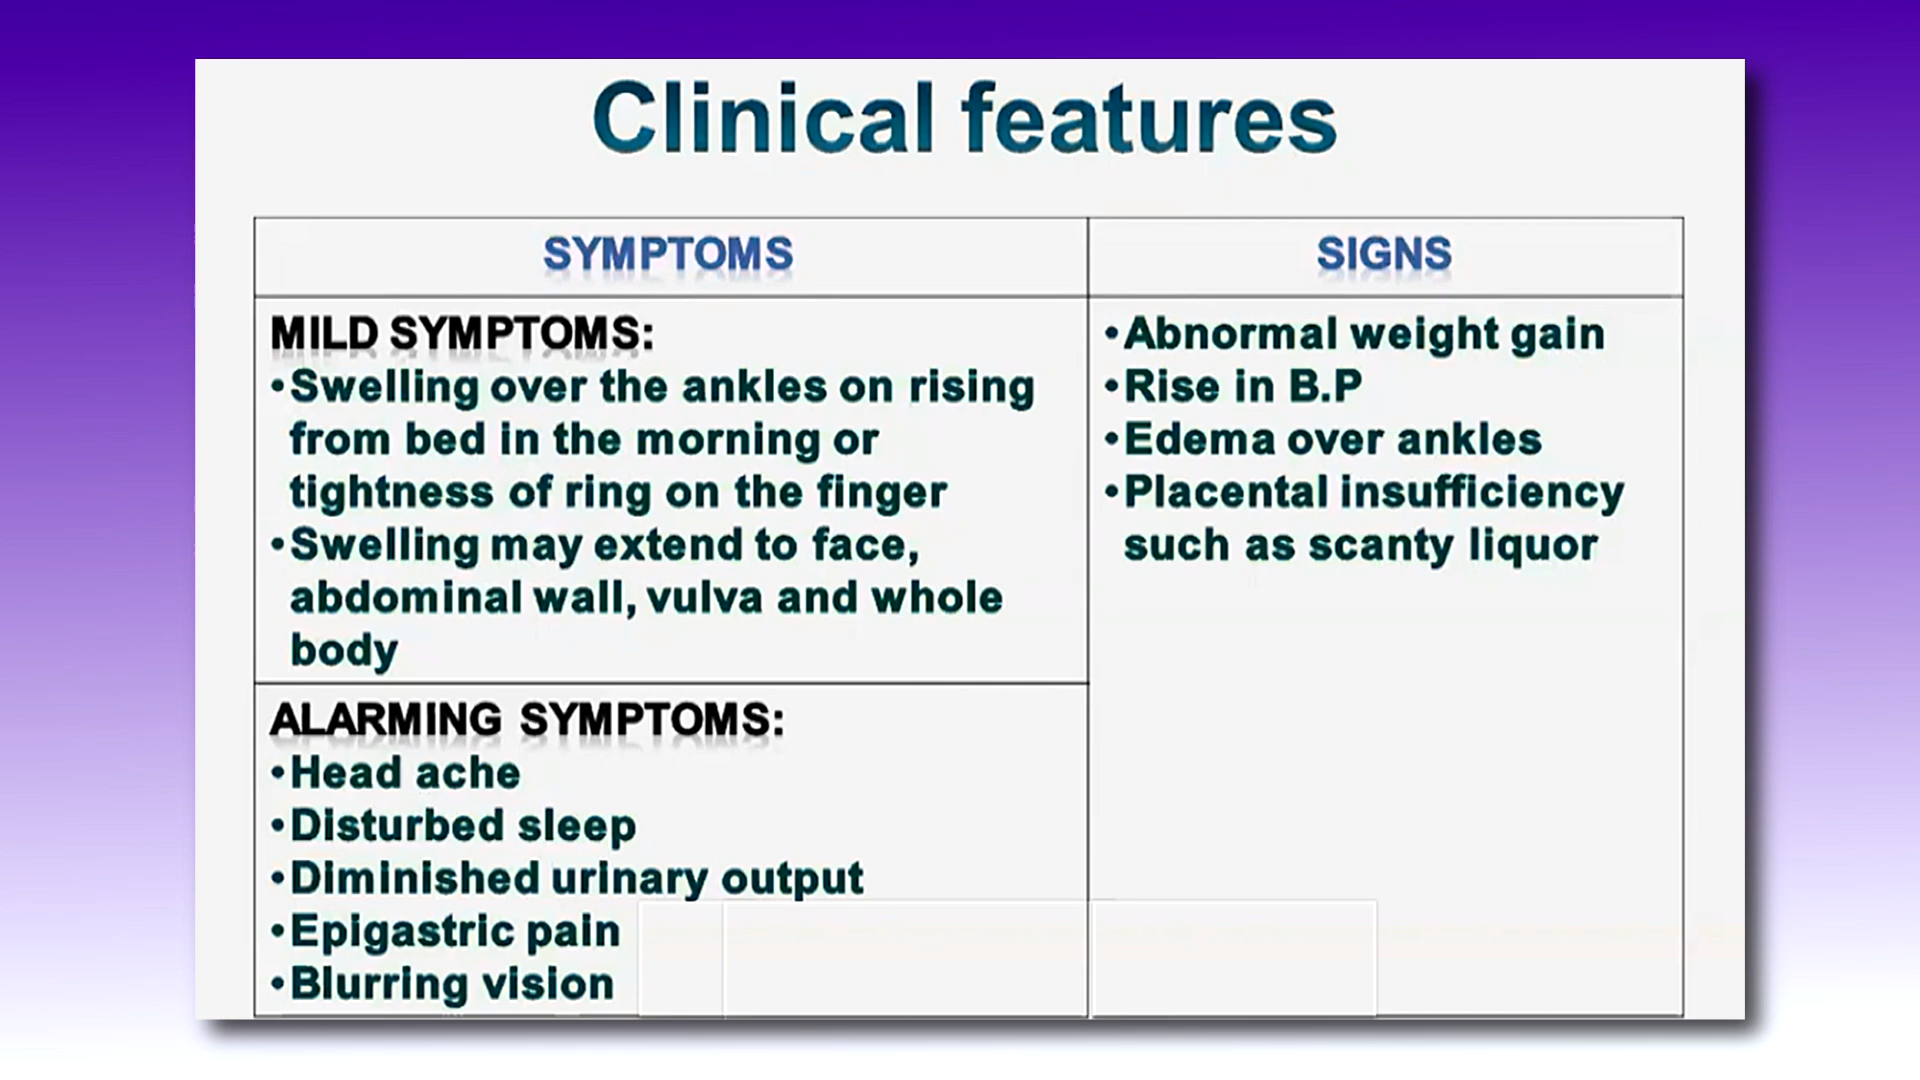 Clinical features
SYMPTOMS
SIGNS
MILD SYMPTOMS:
•Swelling over the ankles on rising
from bed in the morning or
tightness of ring on the finger
•Swelling may extend to face,
abdominal wall, vulva and whole
body
ALARMING SYMPTOMS:
•Head ache
•Disturbed sleep
•Diminished urinary output
•Epigastric pain
•Blurring vision
•Abnormal weight gain
•Rise in B.P
•Edema over ankles
•Placental insufficiency
such as scanty liquor